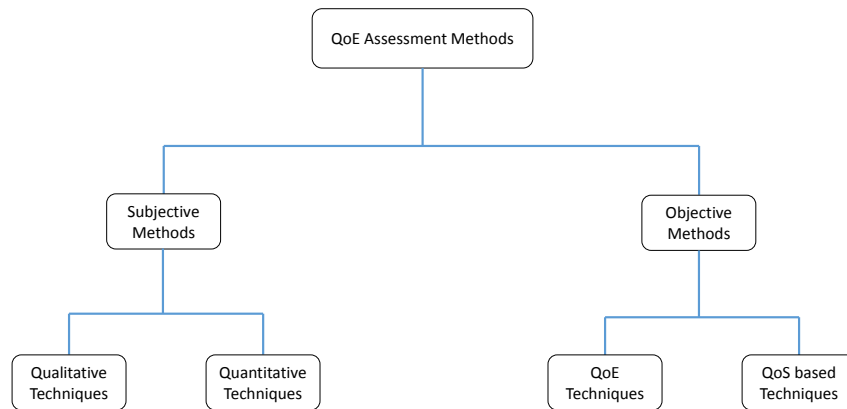 QoE Assessment Methods
Subjective
Methods
Objective
Methods
Qualitative
Techniques
Quantitative
Techniques
QoE
Techniques
QoS based
Techniques